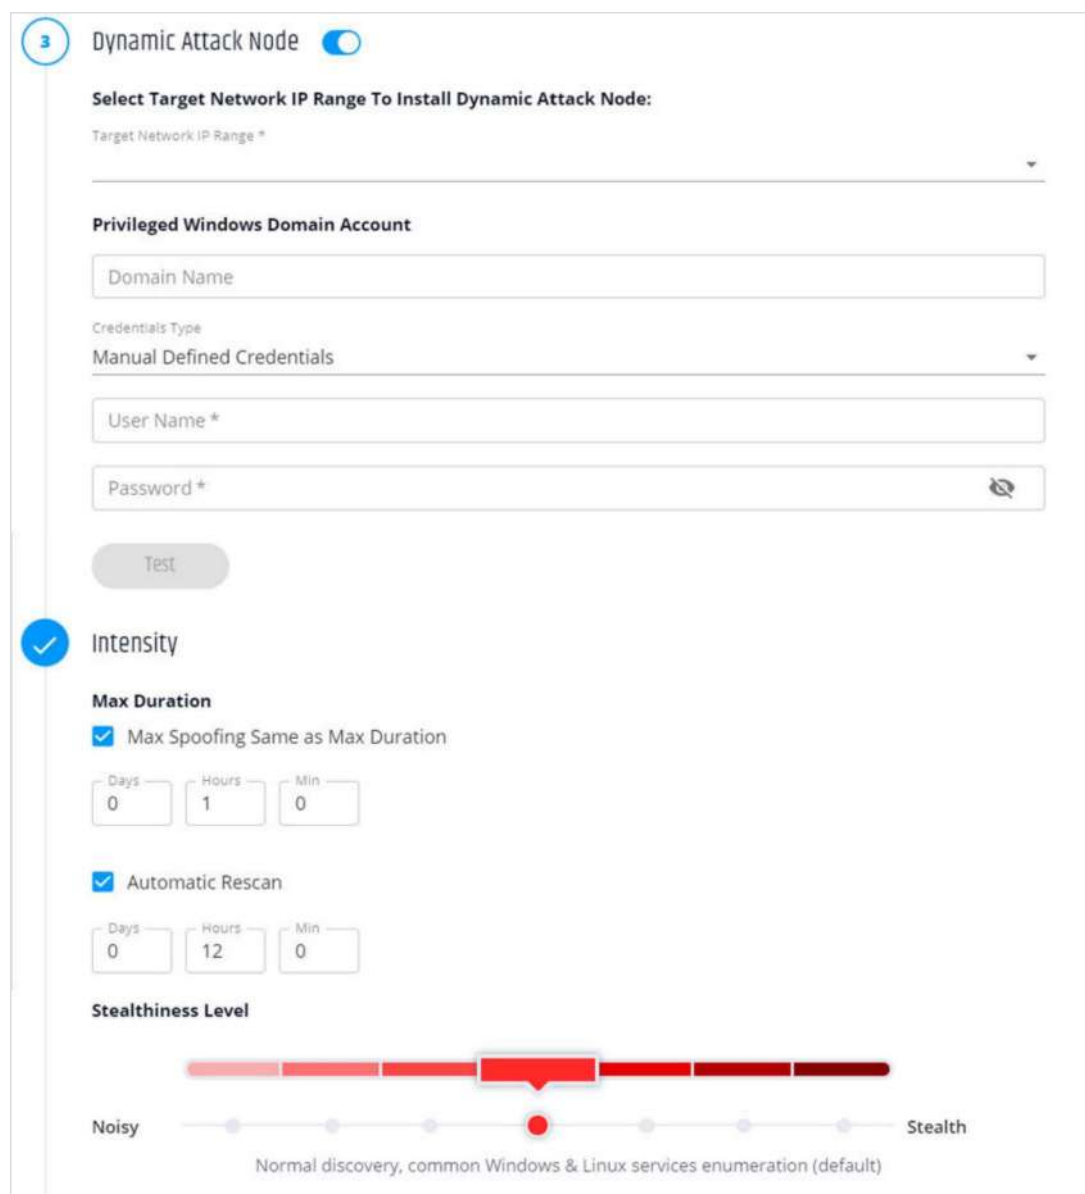 3
Dynamic Attack Node
Select Target Network IP Range To Install Dynamic Attack Node:
Target Network IP Range *
Privileged Windows Domain Account
Domain Name
Credentials Type
Manual Defined Credentials
User Name *
Password *
Test
Intensity
Max Duration
Max Spoofing Same as Max Duration
Days Hours Min
0 1 0
Automatic Rescan
Days Hours Min
0 12 0
Stealthiness Level
Noisy Stealth
Normal discovery, common Windows & Linux services enumeration (default)